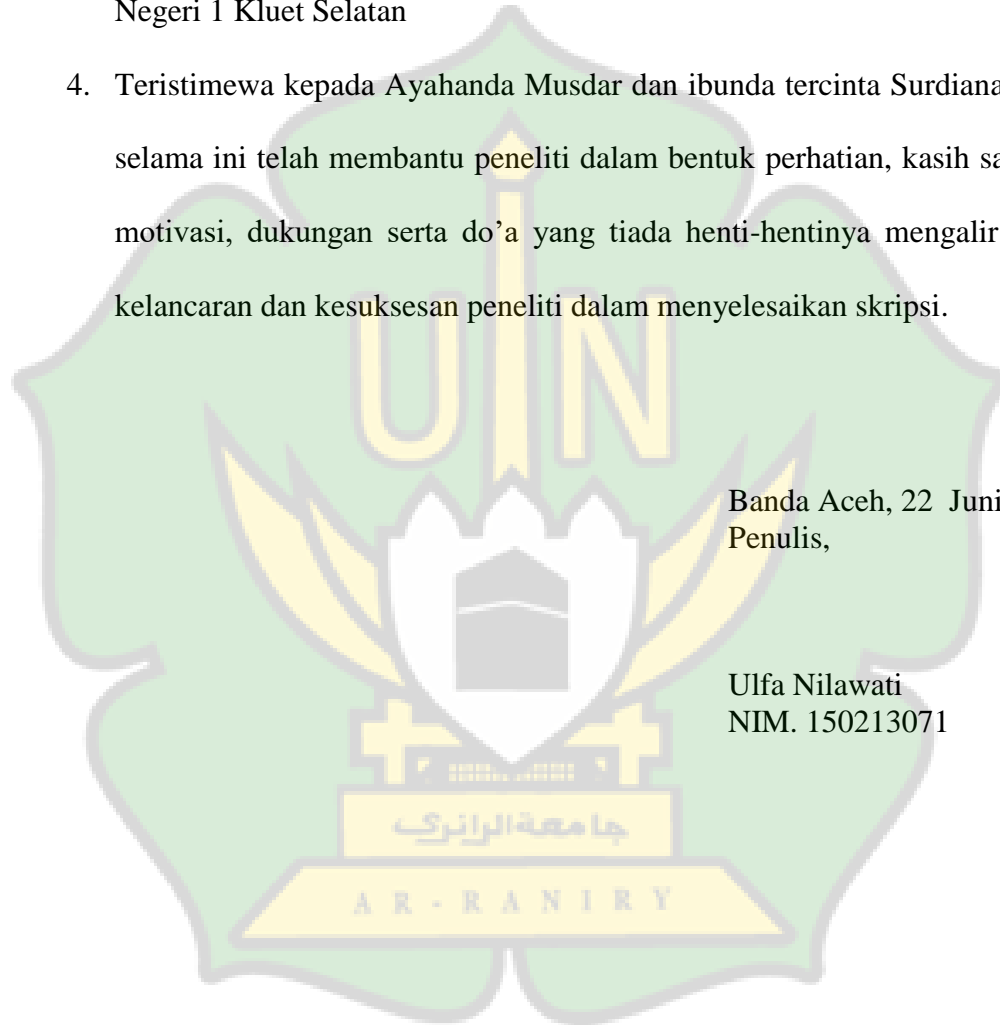 Negeri 1 Kluet Selatan
4. Teristimewa kepada Ayahanda Musdar dan ibunda tercinta Surdiana
selama ini telah membantu peneliti dalam bentuk perhatian, kasih sa
motivasi, dukungan serta do’a yang tiada henti-hentinya mengalir
kelancaran dan kesuksesan peneliti dalam menyelesaikan skripsi.
UIN
Banda Aceh, 22 Juni
Penulis,
Ulfa Nilawati
NIM. 150213071
جامعة الرانري
AR-RANIRY